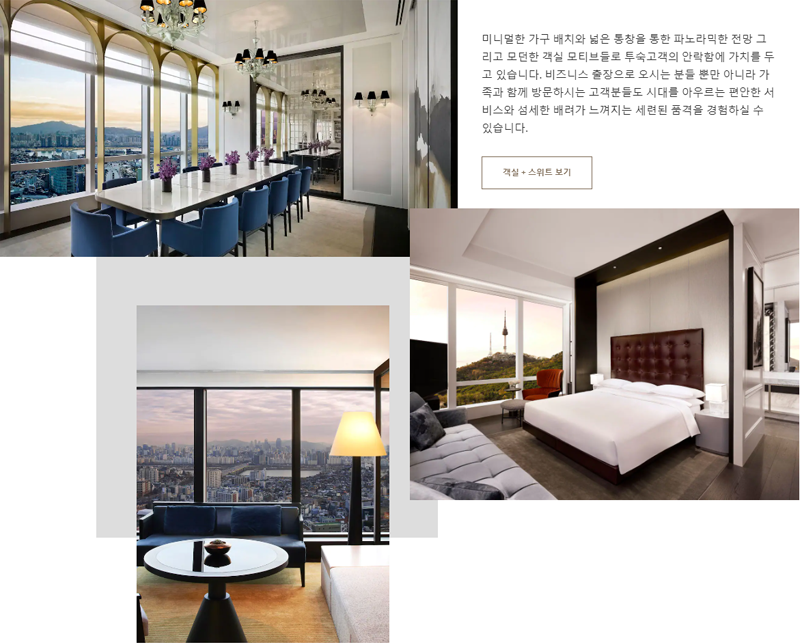 미니멀한 가구 배치와 넓은 통창을 통한 파노라믹한 전망 그
리고 모던한 객실 모티브들로 투숙고객의 안락함에 가치를 두
고 있습니다. 비즈니스 출장으로 오시는 분들 뿐만 아니라 가
족과 함께 방문하시는 고객분들도 시대를 아우르는 편안한 서
비스와 섬세한 배려가 느껴지는 세련된 품격을 경험하실 수
있습니다.
객실 + 스위트 보기